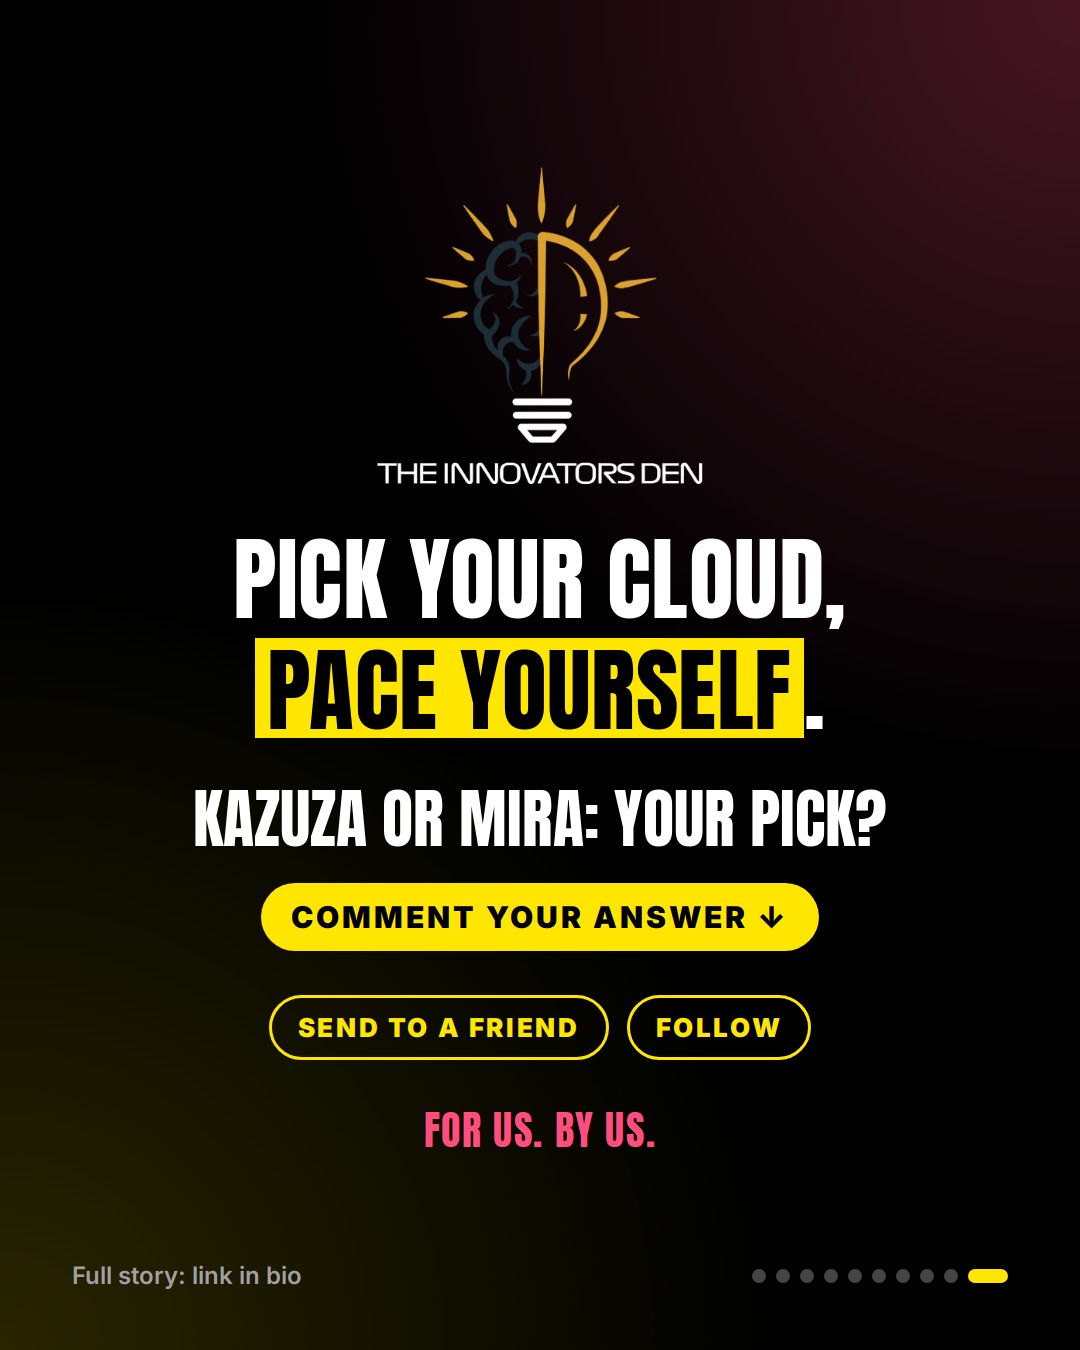 THE INNOVATORS DEN
PICK YOUR CLOUD,
PACE YOURSELF.
KAZUZA OR MIRA: YOUR PICK?
COMMENT YOUR ANSWER ↓
SEND TO A FRIEND
FOLLOW
FOR US. BY US.
Full story: link in bio